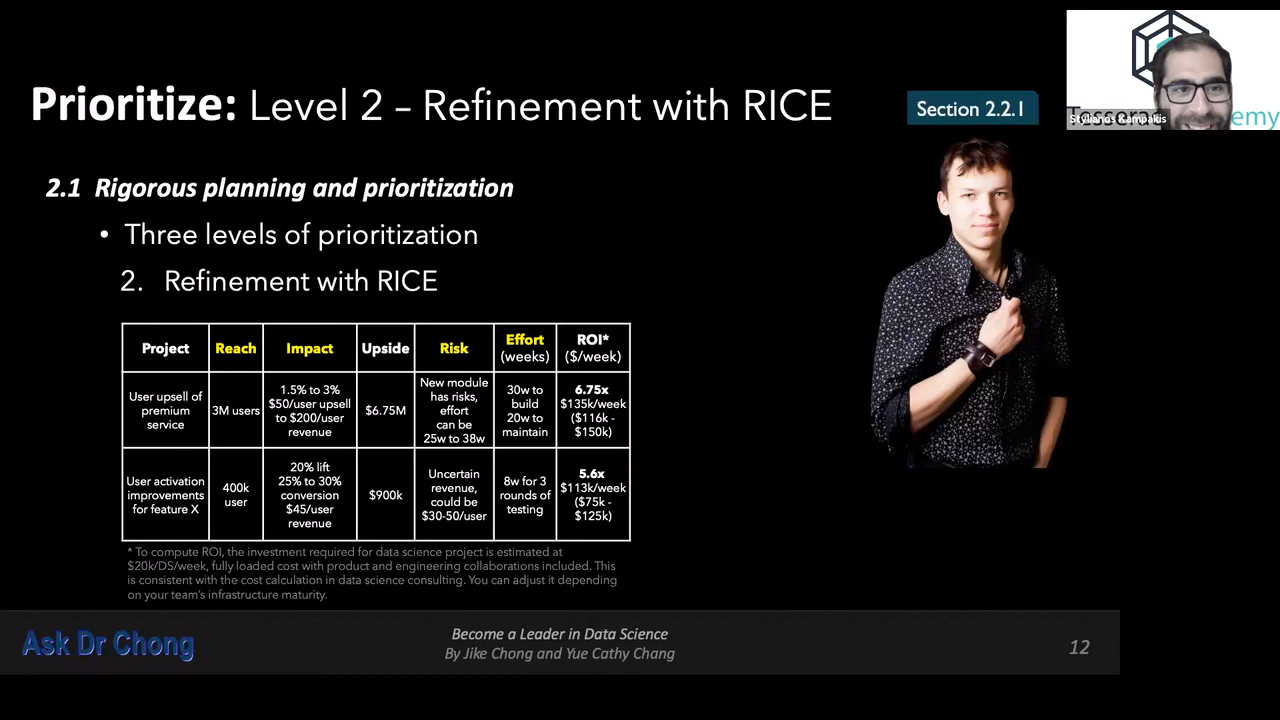 Prioritize: Level 2 – Refinement with RICE
Section 2.2.1
Stylianos Kampakis
emy
2.1 Rigorous planning and prioritization
• Three levels of prioritization
2. Refinement with RICE
Project
Reach
Impact
Upside
Risk
Effort
(weeks)
ROI*
($/week)
User upsell of
premium
service
3M users
1.5% to 3%
$50/user upsell
to $200/user
revenue
$6.75M
New module
has risks,
effort
can be
25w to 38w
30w to
build
20w to
maintain
6.75x
$135k/week
($116k -
$150k)
User activation
improvements
for feature X
400k
user
20% lift
25% to 30%
conversion
$45/user
revenue
$900k
Uncertain
revenue,
could be
$30-50/user
8w for 3
rounds of
testing
5.6x
$113k/week
($75k -
$125k)
* To compute ROI, the investment required for data science project is estimated at
$20k/DS/week, fully loaded cost with product and engineering collaborations included. This
is consistent with the cost calculation in data science consulting. You can adjust it depending
on your team's infrastructure maturity.
Ask Dr Chong
Become a Leader in Data Science
By Jike Chong and Yue Cathy Chang
12